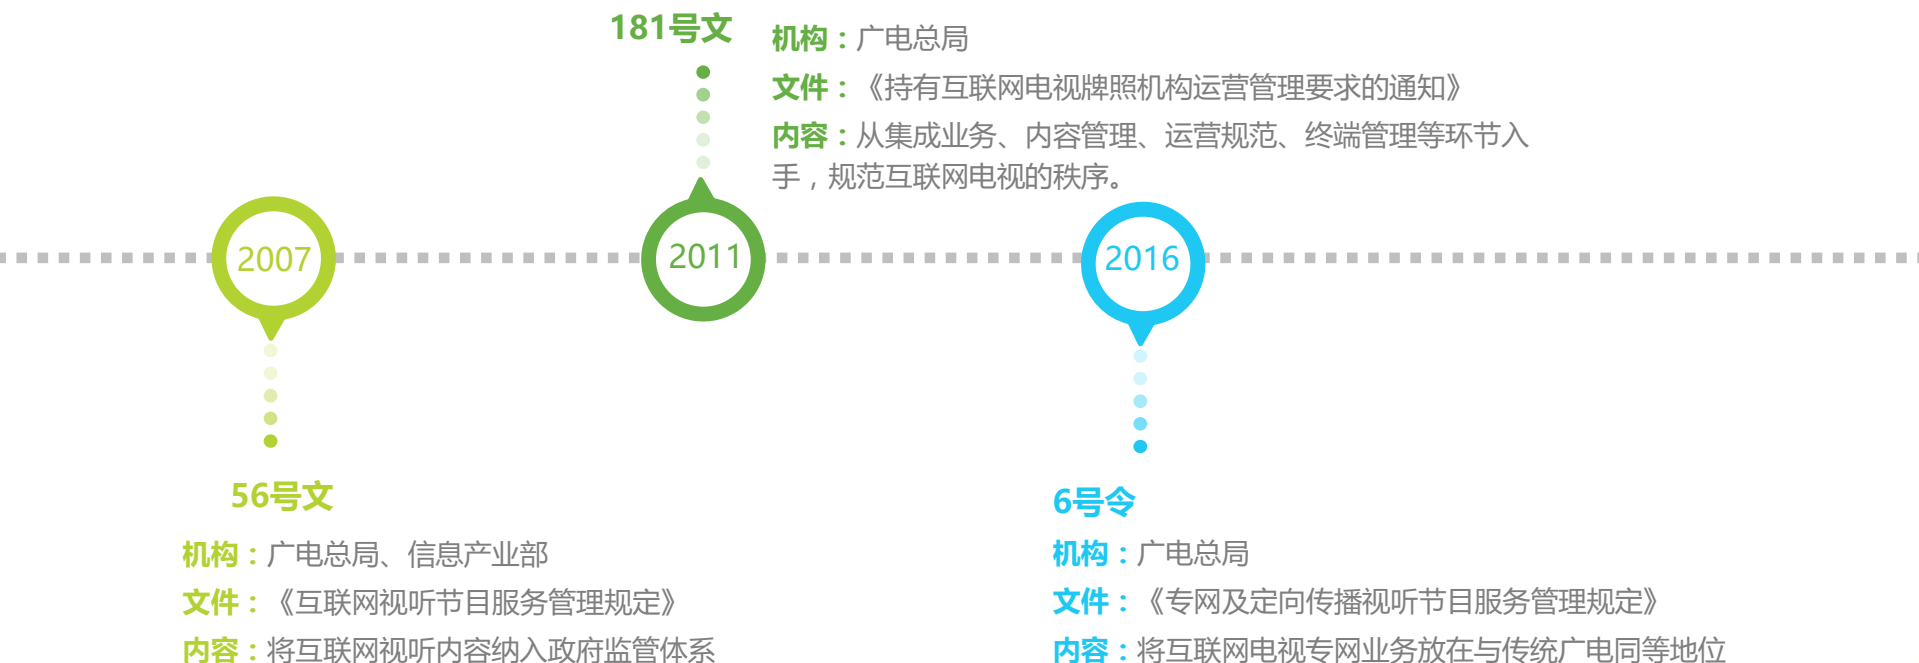 181号文
机构：广电总局
文件：《持有互联网电视牌照机构运营管理要求的通知》
内容：从集成业务、内容管理、运营规范、终端管理等环节入
手，规范互联网电视的秩序。
2007
2011
2016
56号文
机构：广电总局、信息产业部
文件：《互联网视听节目服务管理规定》
内容：将互联网视听内容纳入政府监管体系
6号令
机构：广电总局
文件：《专网及定向传播视听节目服务管理规定》
内容：将互联网电视专网业务放在与传统广电同等地位